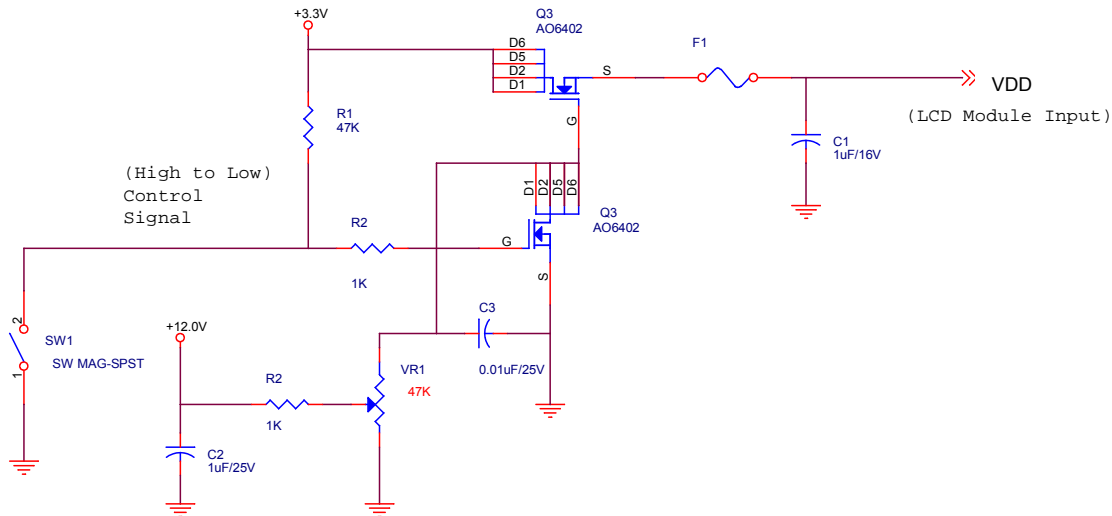 +3.3V
Q3
AO6402
D6
D5
D2
D1
S
G
F1
VDD
(LCD Module Input)
R1
47K
C1
1uF/16V
(High to Low)
Control
Signal
D1
D2
D5
D6
Q3
AO6402
R2
1K
G
S
2
1
SW1
SW MAG-SPST
+12.0V
C3
0.01uF/25V
R2
1K
VR1
47K
C2
1uF/25V